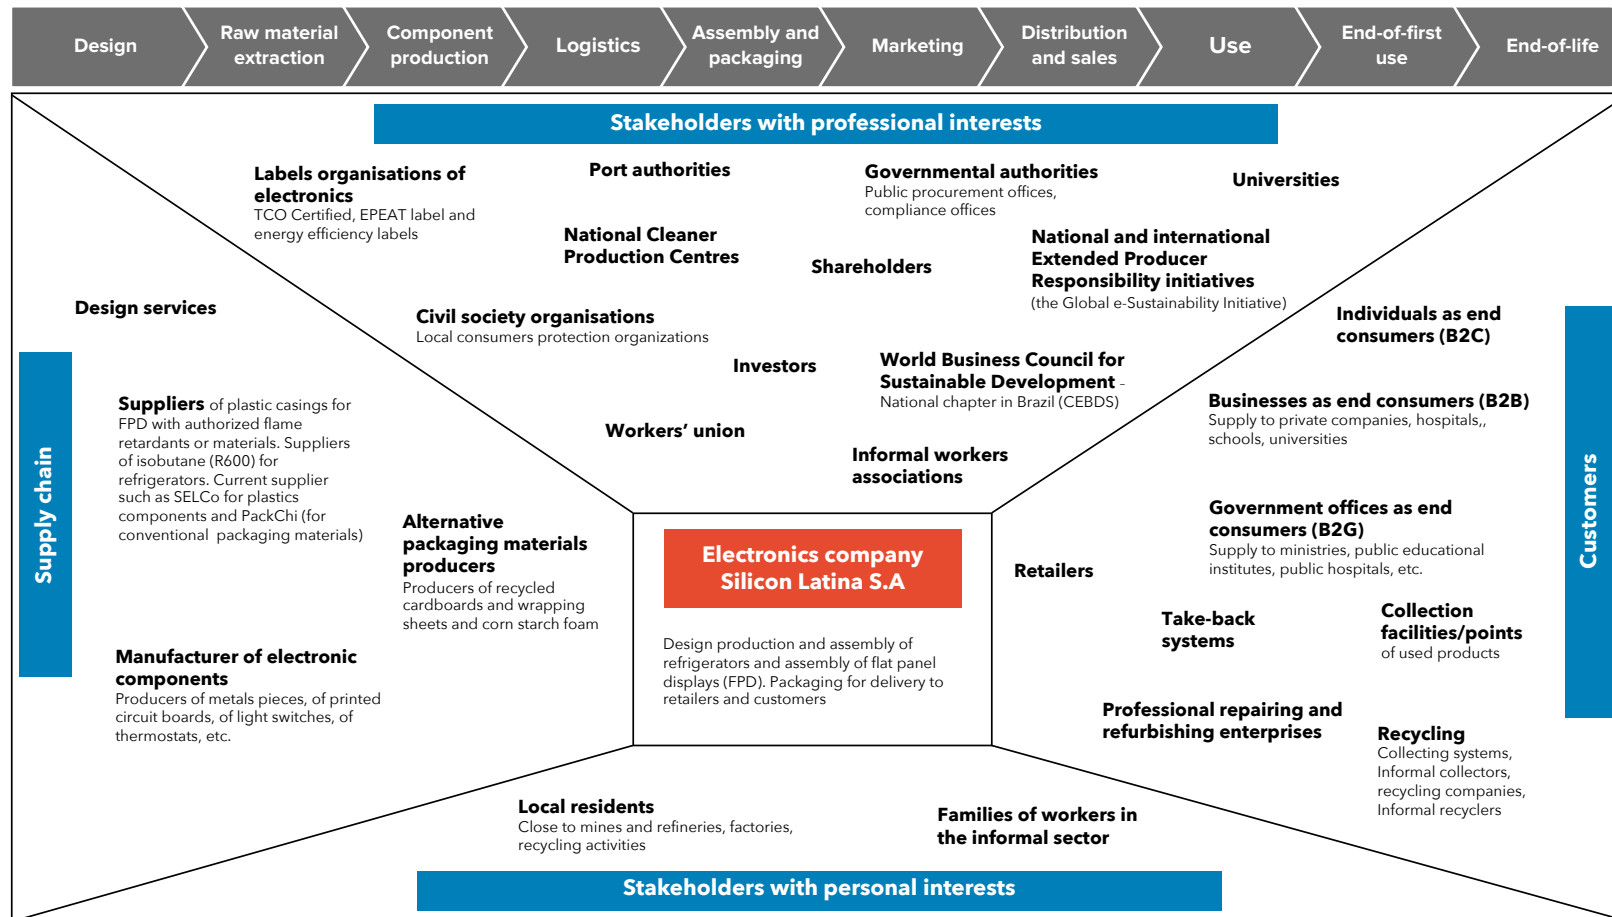 Design
Raw material
extraction
Component
production
Logistics
Assembly and
packaging
Marketing
Distribution
and sales
Use
End-of-first
use
End-of-life
Stakeholders with professional interests
Labels organisations of
electronics
TCO Certified, EPEAT label and
energy efficiency labels
Port authorities
Governmental authorities
Public procurement offices,
compliance offices
Universities
National Cleaner
Production Centres
Shareholders
National and international
Extended Producer
Responsibility initiatives
(the Global e-Sustainability Initiative)
Civil society organisations
Local consumers protection organizations
Investors
World Business Council for
Sustainable Development -
National chapter in Brazil (CEBDS)
Workers’ union
Informal workers
associations
Supply chain
Design services
Suppliers of plastic casings for
FPD with authorized flame
retardants or materials. Suppliers
of isobutane (R600) for
refrigerators. Current supplier
such as SELCo for plastics
components and PackChi (for
conventional packaging materials)
Alternative
packaging materials
producers
Producers of recycled
cardboards and wrapping
sheets and corn starch foam
Manufacturer of electronic
components
Producers of metals pieces, of printed
circuit boards, of light switches, of
thermostats, etc.
Electronics company
Silicon Latina S.A
Design production and assembly of
refrigerators and assembly of flat panel
displays (FPD). Packaging for delivery to
retailers and customers
Customers
Individuals as end
consumers (B2C)
Businesses as end consumers (B2B)
Supply to private companies, hospitals,,
schools, universities
Government offices as end
consumers (B2G)
Supply to ministries, public educational
institutes, public hospitals, etc.
Retailers
Take-back
systems
Collection
facilities/points
of used products
Professional repairing and
refurbishing enterprises
Recycling
Collecting systems,
Informal collectors,
recycling companies,
Informal recyclers
Local residents
Close to mines and refineries, factories,
recycling activities
Families of workers in
the informal sector
Stakeholders with personal interests